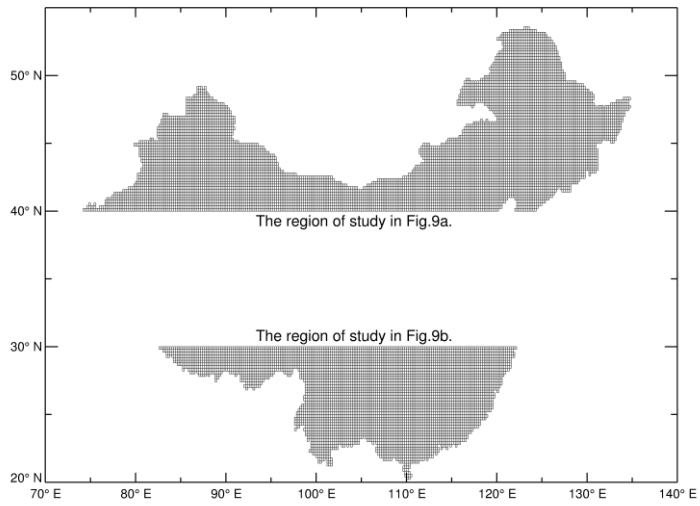 50° N
40° N
The region of study in Fig.9a.
The region of study in Fig.9b.
30° N
20° N
70° E 80° E 90° E 100° E 110° E 120° E 130° E 140° E